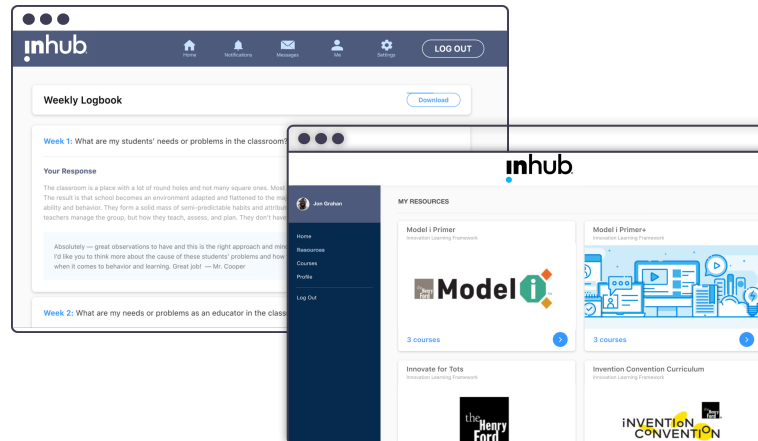 inhub
Home
Notifications
Messages
Me
Settings
LOG OUT
Weekly Logbook
Download
Week 1: What are my students' needs or problems in the classroom?
Your Response
The classroom is a place with a lot of round holes and not many square ones. Most
The result is that school becomes an environment adapted and flattened to the
ability and behavior. They form a solid mass of semi-predictable habits and
teachers manage the group, but how they teach, assess, and plan. They don't have
Absolutely — great observations to have and this is the right approach and
I'd like you to think more about the cause of these students' problems and how
when it comes to behavior and learning. Great job! — Mr. Cooper
Week 2: What are my needs or problems as an educator in the
inhub
Jon Grahan
Home
Resources
Courses
Profile
Log Out
MY RESOURCES
Model i Primer
Innovation Learning Framework
the Henry Ford
Model i
3 courses
Model i Primer+
Innovation Learning Framework
3 courses
Innovate for Tots
Innovation Learning Framework
the
Henry
Ford
Invention Convention Curriculum
Innovation Learning Framework
iNVENTION
CONVENTION